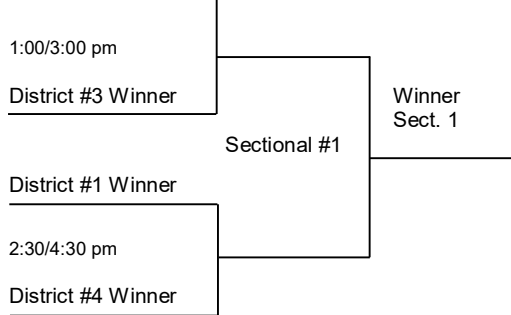 1:00/3:00 pm
District #3 Winner
Winner
Sect. 1
Sectional #1
District #1 Winner
2:30/4:30 pm
District #4 Winner